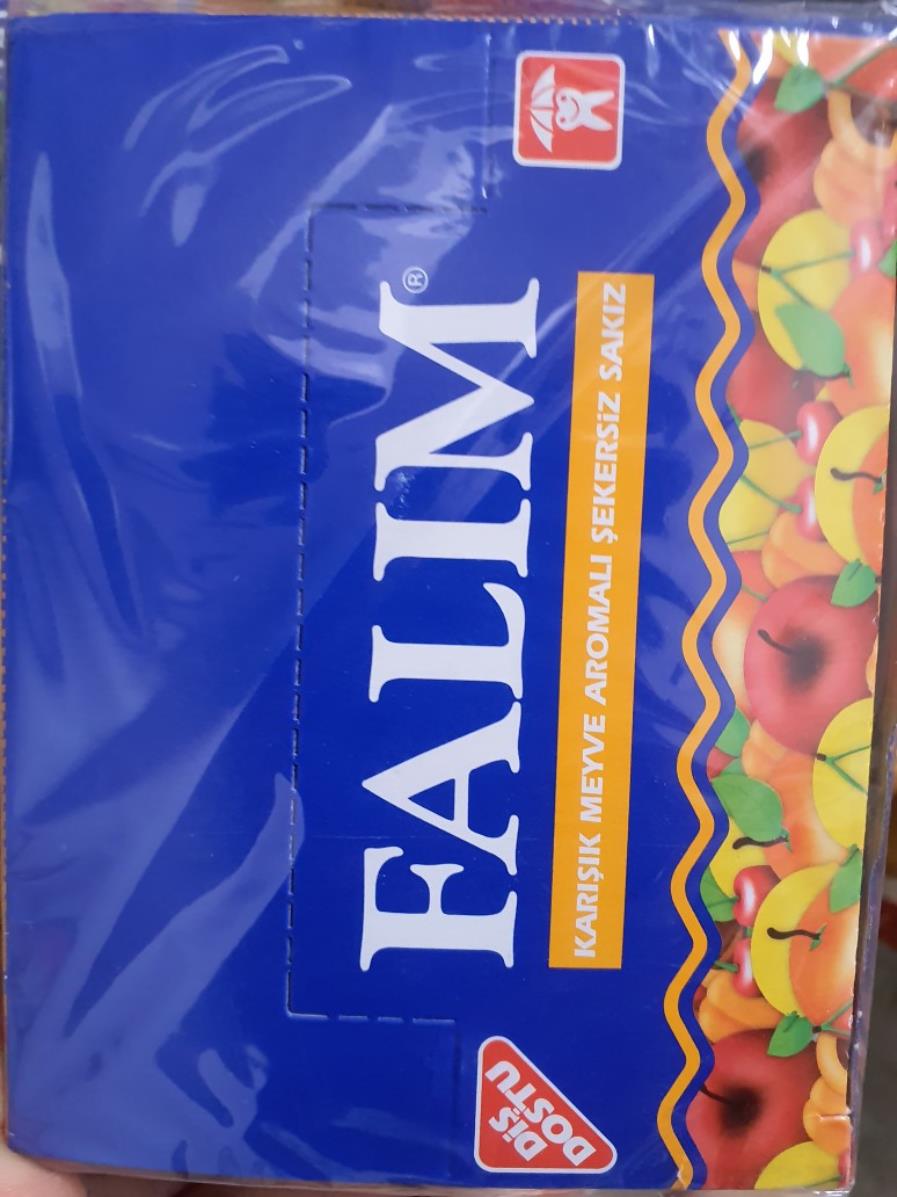 FALIM®
KARIŞIK MEYVE AROMALI ŞEKERSİZ SAKIZ
DİŞ
DOSTU